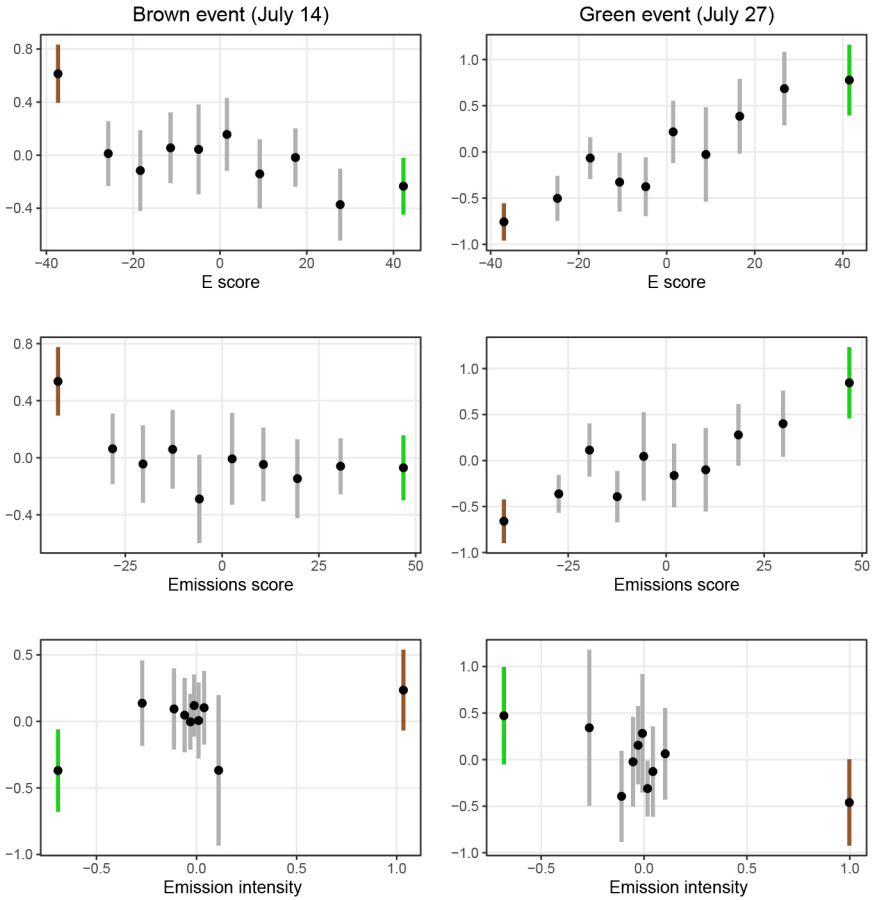 Brown event (July 14)
Green event (July 27)
0.8
0.4
0.0
−0.4
−40 −20 0 20 40
E score
1.0
0.5
0.0
−0.5
−1.0
−40 −20 0 20 40
E score
0.8
0.4
0.0
−0.4
−25 0 25 50
Emissions score
1.0
0.5
0.0
−0.5
−1.0
−25 0 25 50
Emissions score
0.5
0.0
−0.5
−1.0
−0.5 0.0 0.5 1.0
Emission intensity
1.0
0.5
0.0
−0.5
−1.0
−0.5 0.0 0.5 1.0
Emission intensity